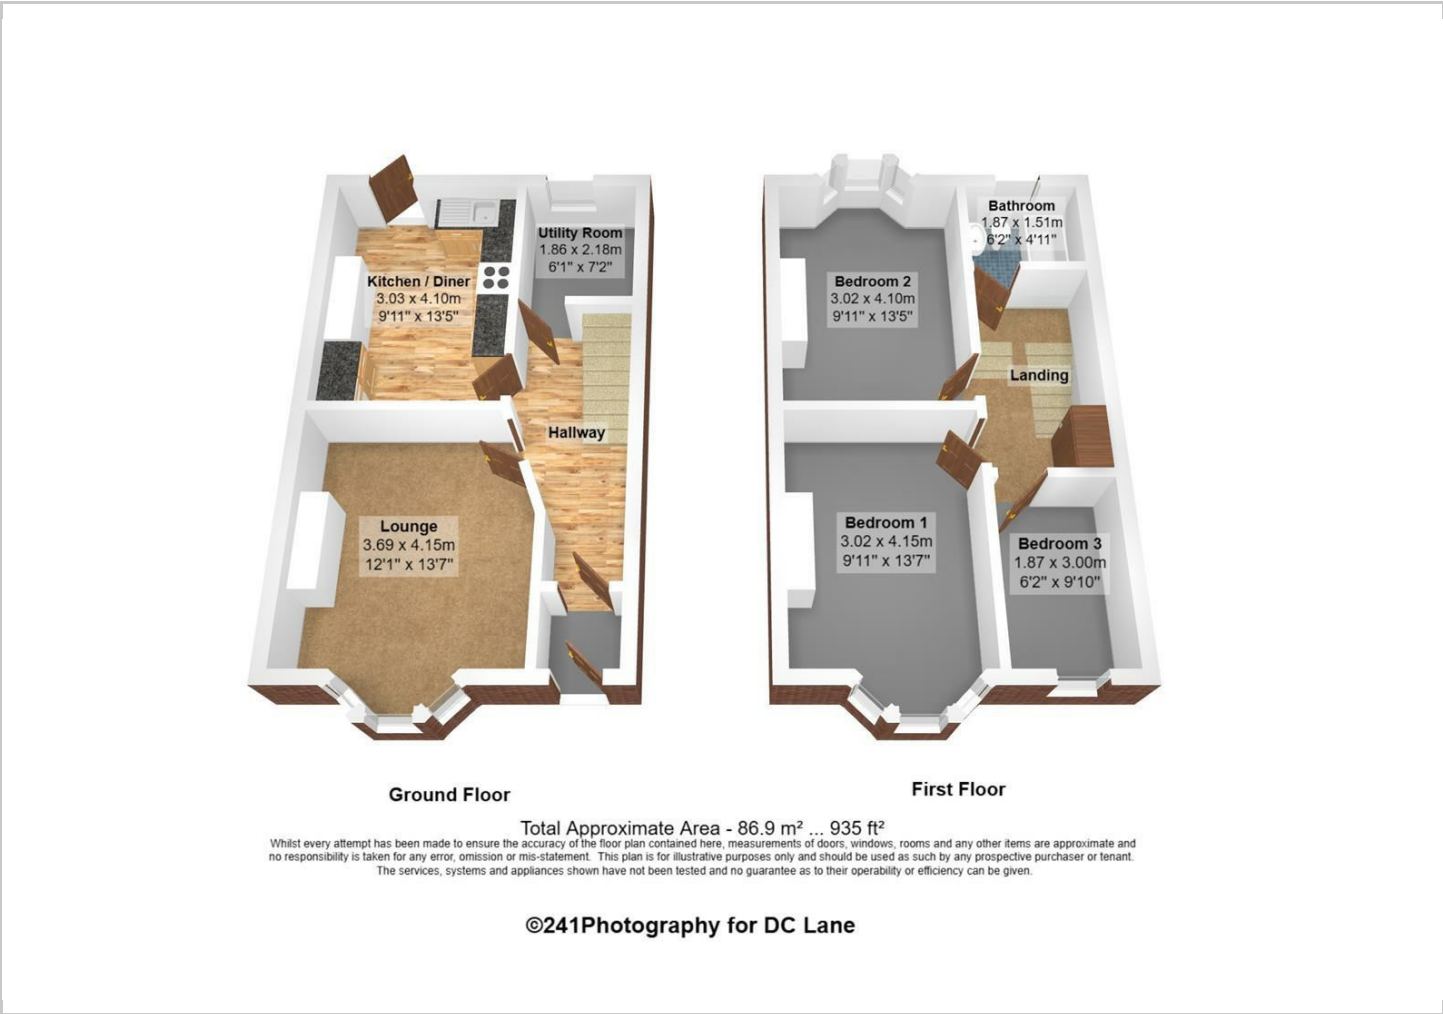 Utility Room
1.86 x 2.18m
6'1" x 7'2"
Kitchen / Diner
3.03 x 4.10m
9'11" x 13'5"
Hallway
Lounge
3.69 x 4.15m
12'1" x 13'7"
Ground Floor
Bathroom
1.87 x 1.51m
6'2" x 4'11"
Bedroom 2
3.02 x 4.10m
9'11" x 13'5"
Landing
Bedroom 1
3.02 x 4.15m
9'11" x 13'7"
Bedroom 3
1.87 x 3.00m
6'2" x 9'10"
First Floor
Total Approximate Area - 86.9 m² ... 935 ft²
Whilst every attempt has been made to ensure the accuracy of the floor plan contained here, measurements of doors, windows, rooms and any other items are approximate and
no responsibility is taken for any error, omission or mis-statement. This plan is for illustrative purposes only and should be used as such by any prospective purchaser or tenant.
The services, systems and appliances shown have not been tested and no guarantee as to their operability or efficiency can be given.
©241Photography for DC Lane